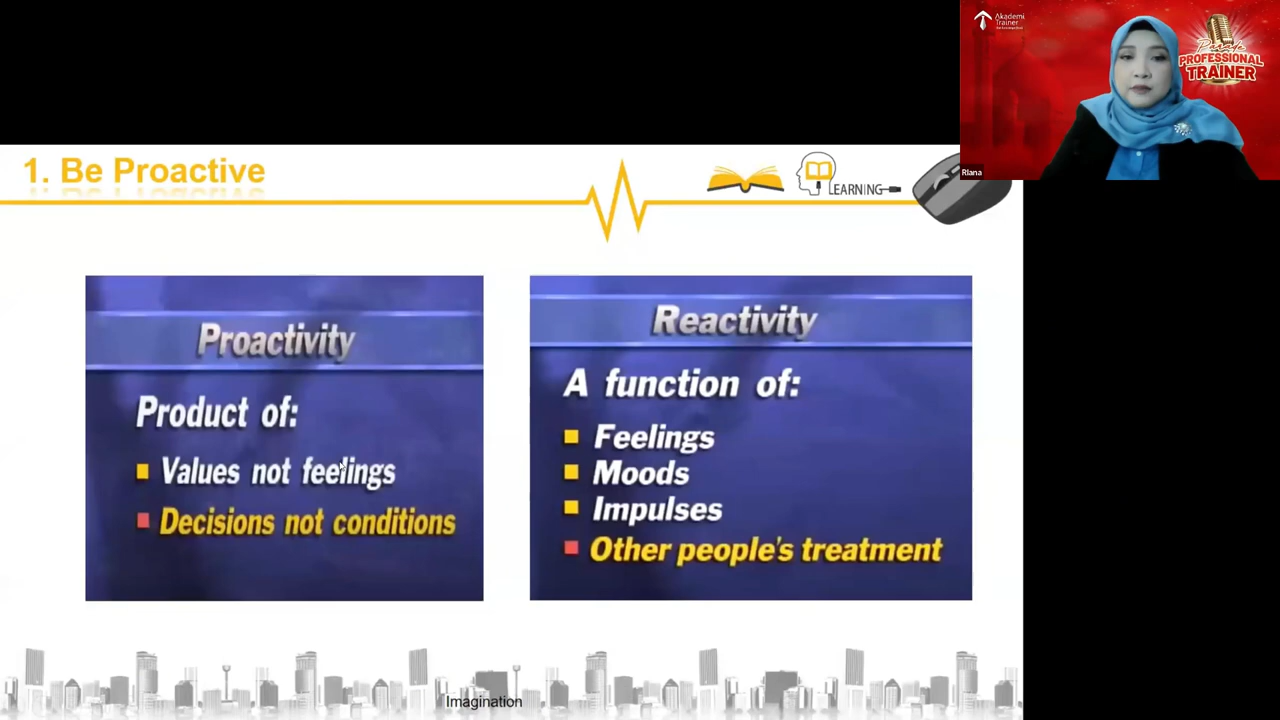 1. Be Proactive
LEARNING
Proactivity
Product of:
Values not feelings
Decisions not conditions
Reactivity
A function of:
Feelings
Moods
Impulses
Other people's treatment
Imagination
Akademi
Trainer
PROFESSIONAL
TRAINER
Riana